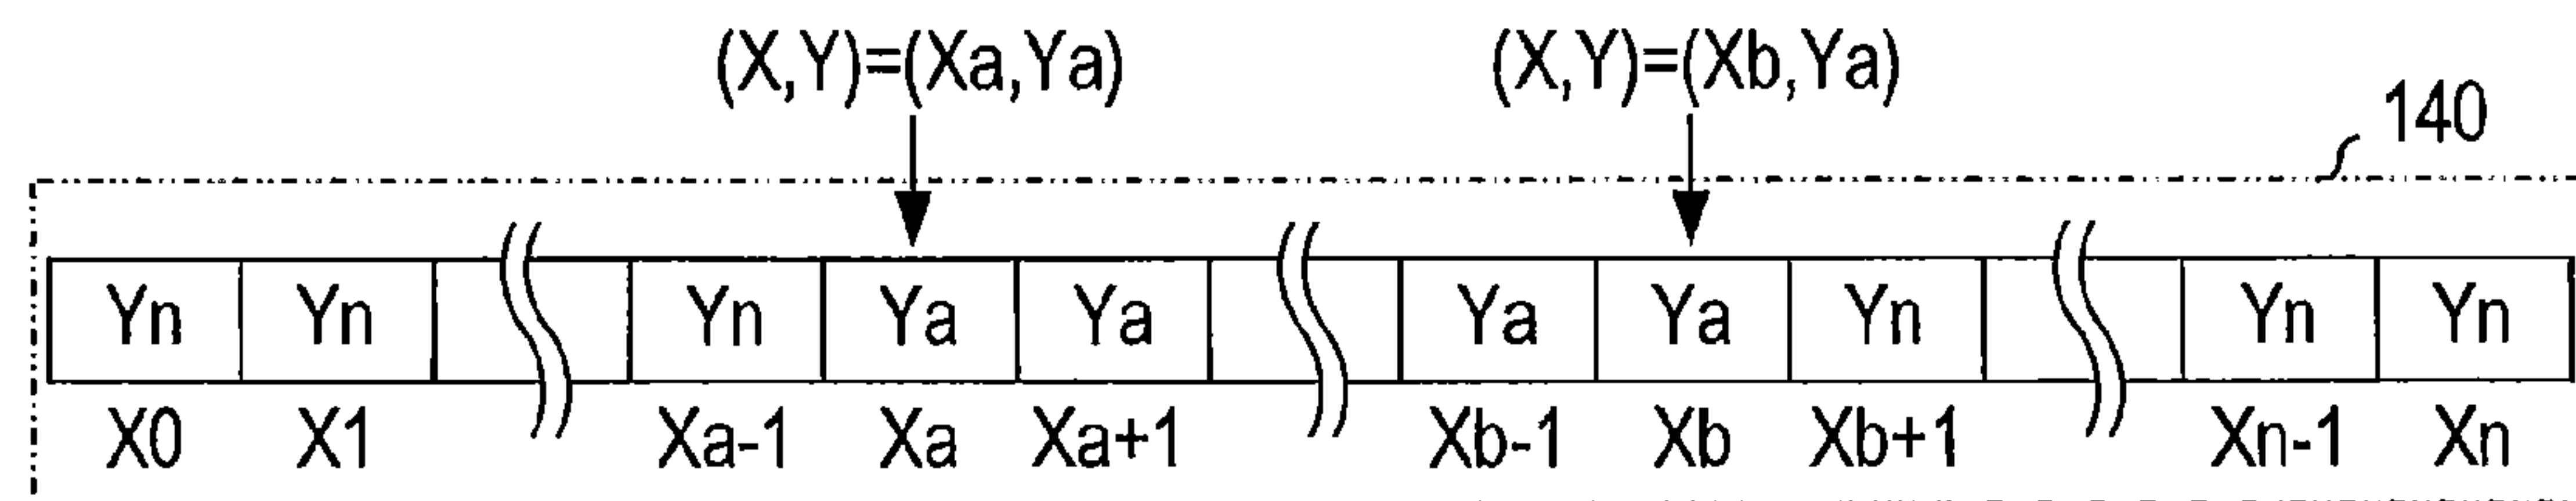 (X,Y)=(Xa,Ya) (X,Y)=(Xb,Ya)
140
Yn Yn Yn Ya Ya Ya Ya Yn Yn Yn
X0 X1 Xa-1 Xa Xa+1 Xb-1 Xb Xb+1 Xn-1 Xn